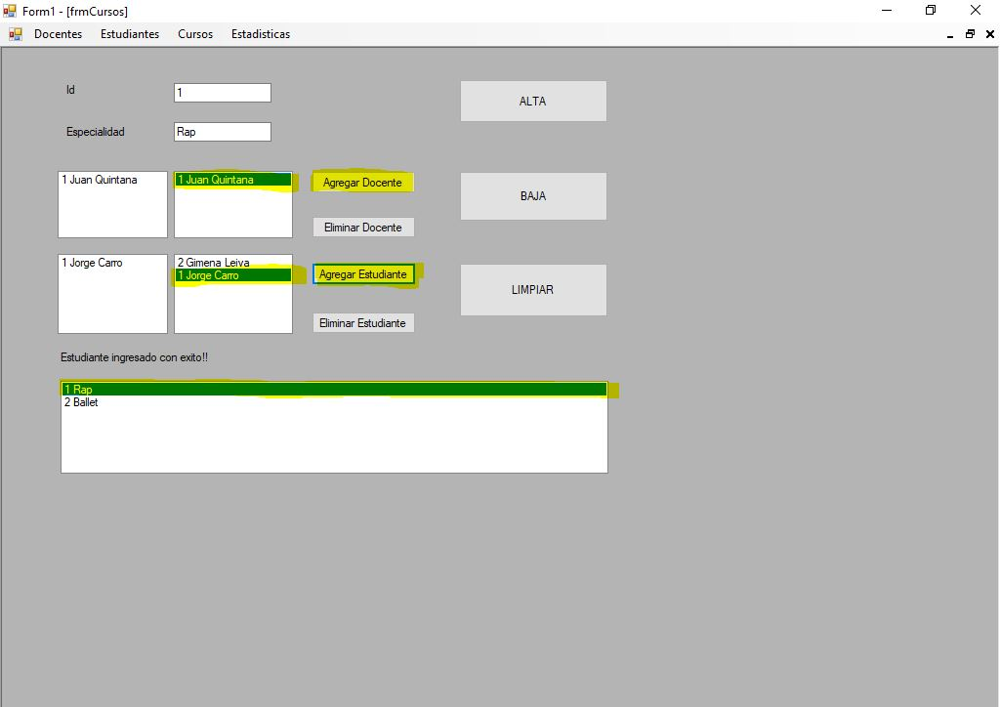 Form1 - [frmCursos]
Docentes Estudiantes Cursos Estadisticas
Id 1 ALTA
Especialidad Rap
1 Juan Quintana 1 Juan Quintana Agregar Docente BAJA
Eliminar Docente
1 Jorge Carro 2 Gimena Leiva
1 Jorge Carro Agregar Estudiante LIMPIAR
Eliminar Estudiante
Estudiante ingresado con exito!!
1 Rap
2 Ballet